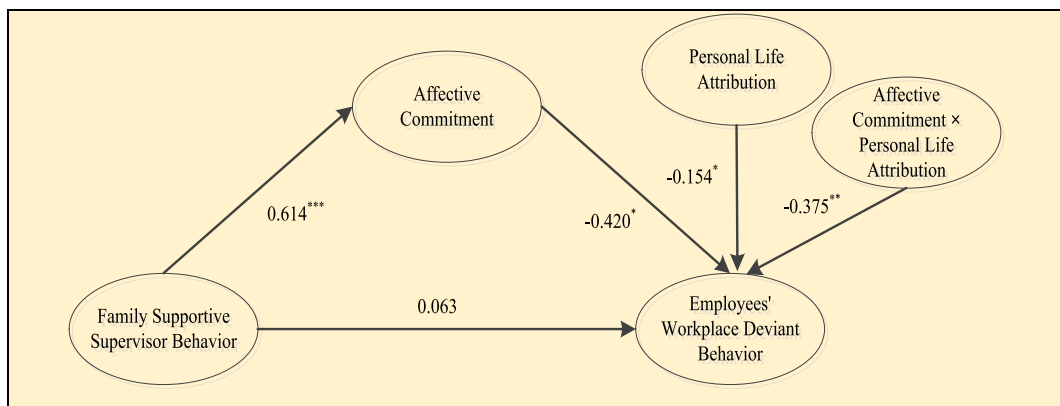 Personal Life
Attribution
Affective
Commitment
Affective
Commitment ×
Personal Life
Attribution
-0.154*
0.614***
-0.420*
-0.375**
Family Supportive
Supervisor Behavior
0.063
Employees'
Workplace Deviant
Behavior